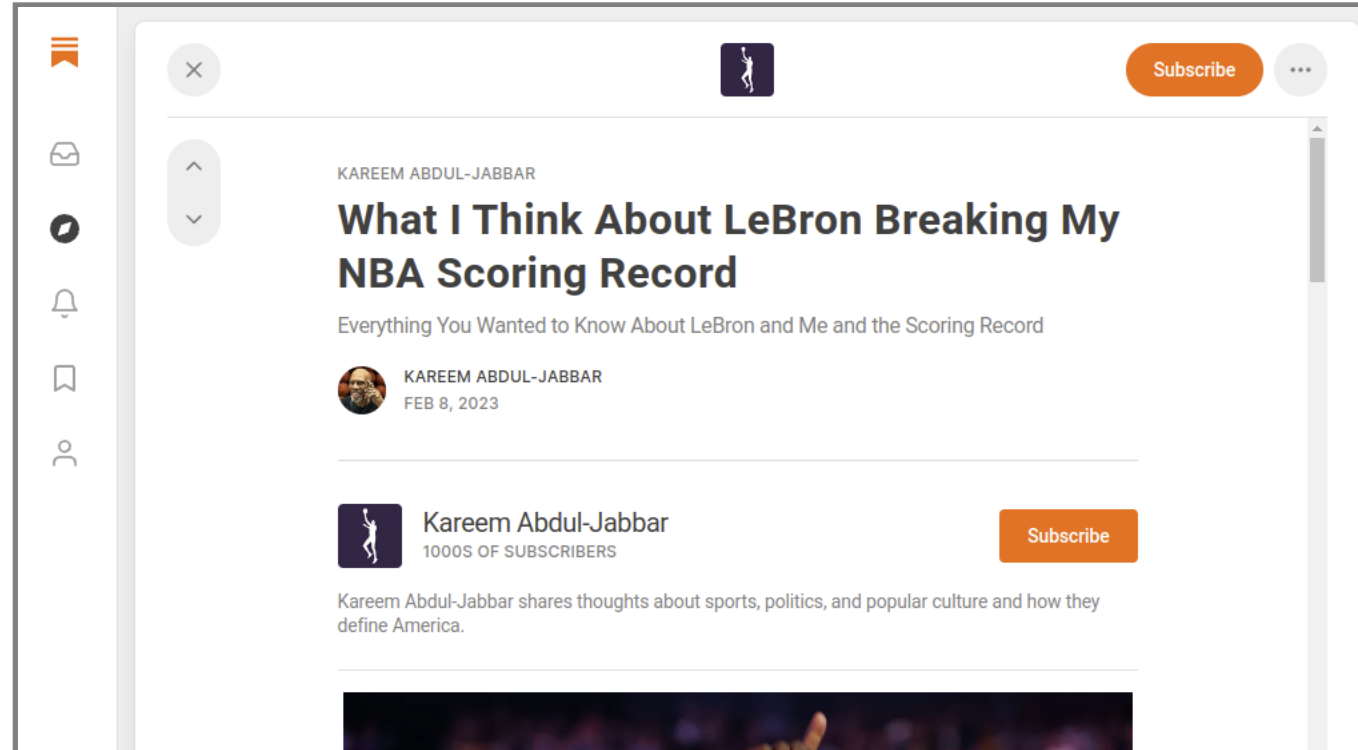 Subscribe
KAREEM ABDUL-JABBAR
What I Think About LeBron Breaking My
NBA Scoring Record
Everything You Wanted to Know About LeBron and Me and the Scoring Record
KAREEM ABDUL-JABBAR
FEB 8, 2023
Kareem Abdul-Jabbar
1000S OF SUBSCRIBERS
Subscribe
Kareem Abdul-Jabbar shares thoughts about sports, politics, and popular culture and how they
define America.